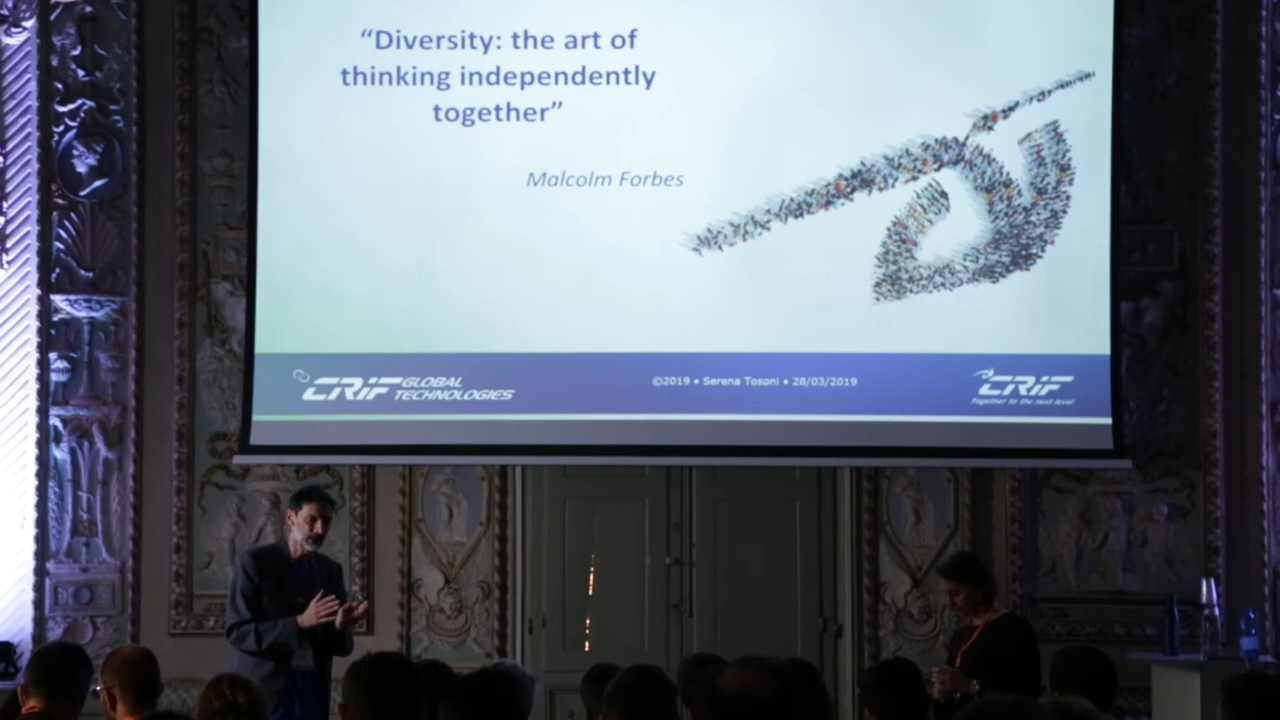 “Diversity: the art of
thinking independently
together”
Malcolm Forbes
CRIF GLOBAL
TECHNOLOGIES
©2019 • Serena Tosoni • 28/03/2019
CRIF
Together to the next level